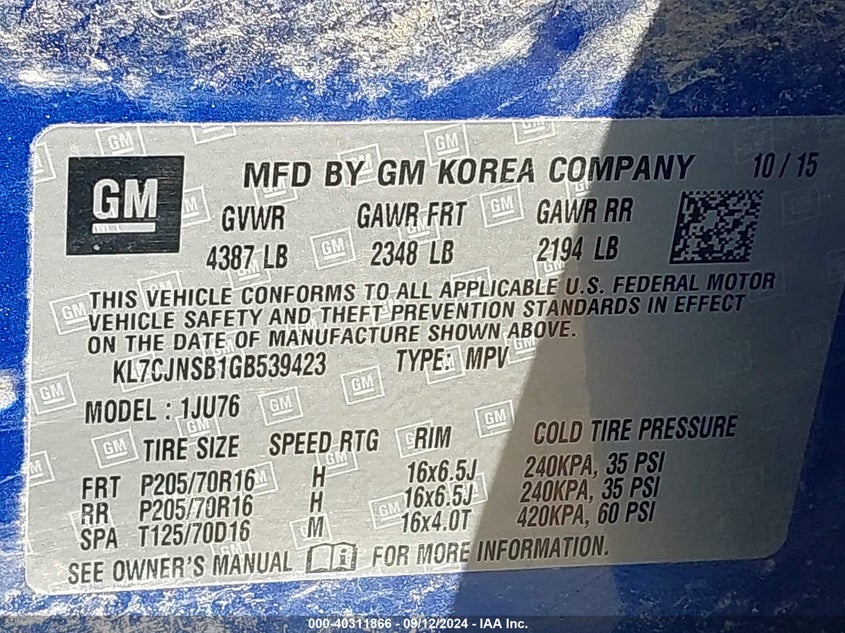 GM
MFD BY GM KOREA COMPANY 10/15
GVWR GAWR FRT GAWR RR
4387 LB 2348 LB 2194 LB
THIS VEHICLE CONFORMS TO ALL APPLICABLE U.S. FEDERAL MOTOR
VEHICLE SAFETY AND THEFT PREVENTION STANDARDS IN EFFECT
ON THE DATE OF MANUFACTURE SHOWN ABOVE.
KL7CJNSB1GB539423 TYPE: MPV
MODEL : 1JU76
TIRE SIZE SPEED RTG RIM COLD TIRE PRESSURE
FRT P205/70R16 H 16x6.5J 240KPA, 35 PSI
RR P205/70R16 H 16x6.5J 240KPA, 35 PSI
SPA T125/70D16 M 16x4.0T 420KPA, 60 PSI
SEE OWNER'S MANUAL FOR MORE INFORMATION.
000-40311866 - 09/12/2024 - IAA Inc.